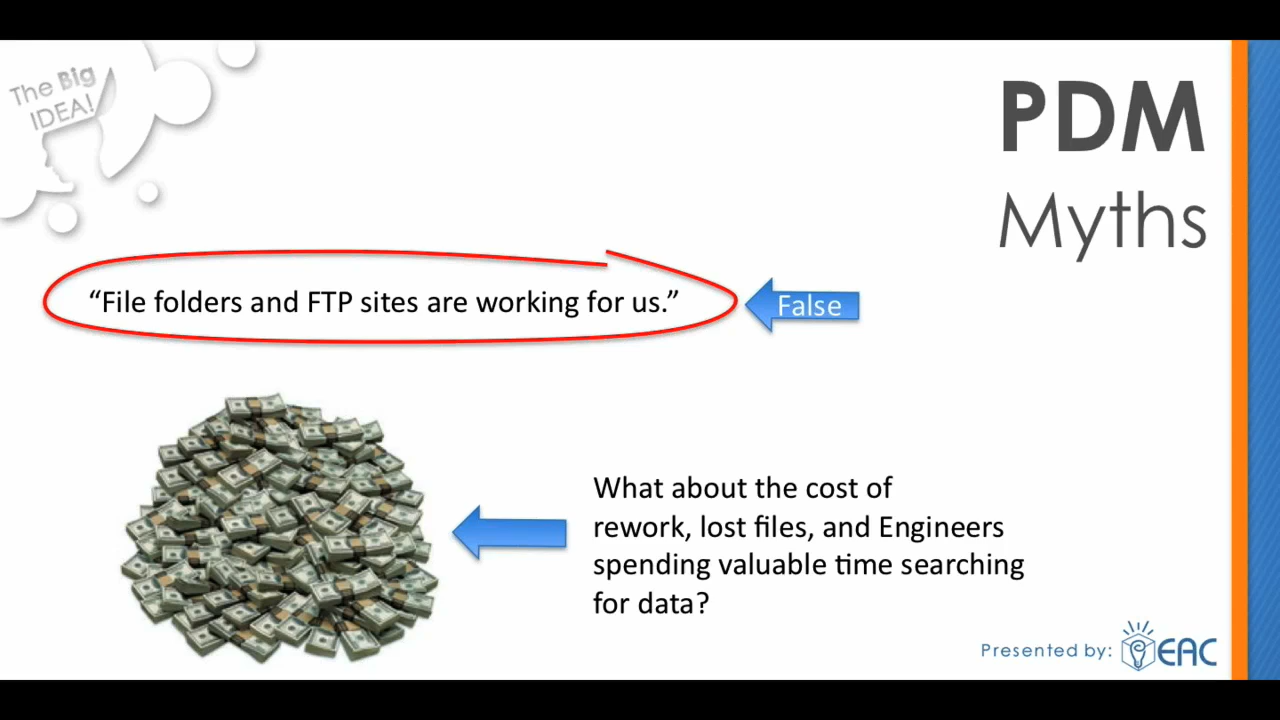 The Big
IDEA!
PDM
Myths
“File folders and FTP sites are working for us.”
False
What about the cost of
rework, lost files, and Engineers
spending valuable time searching
for data?
Presented by: EAC